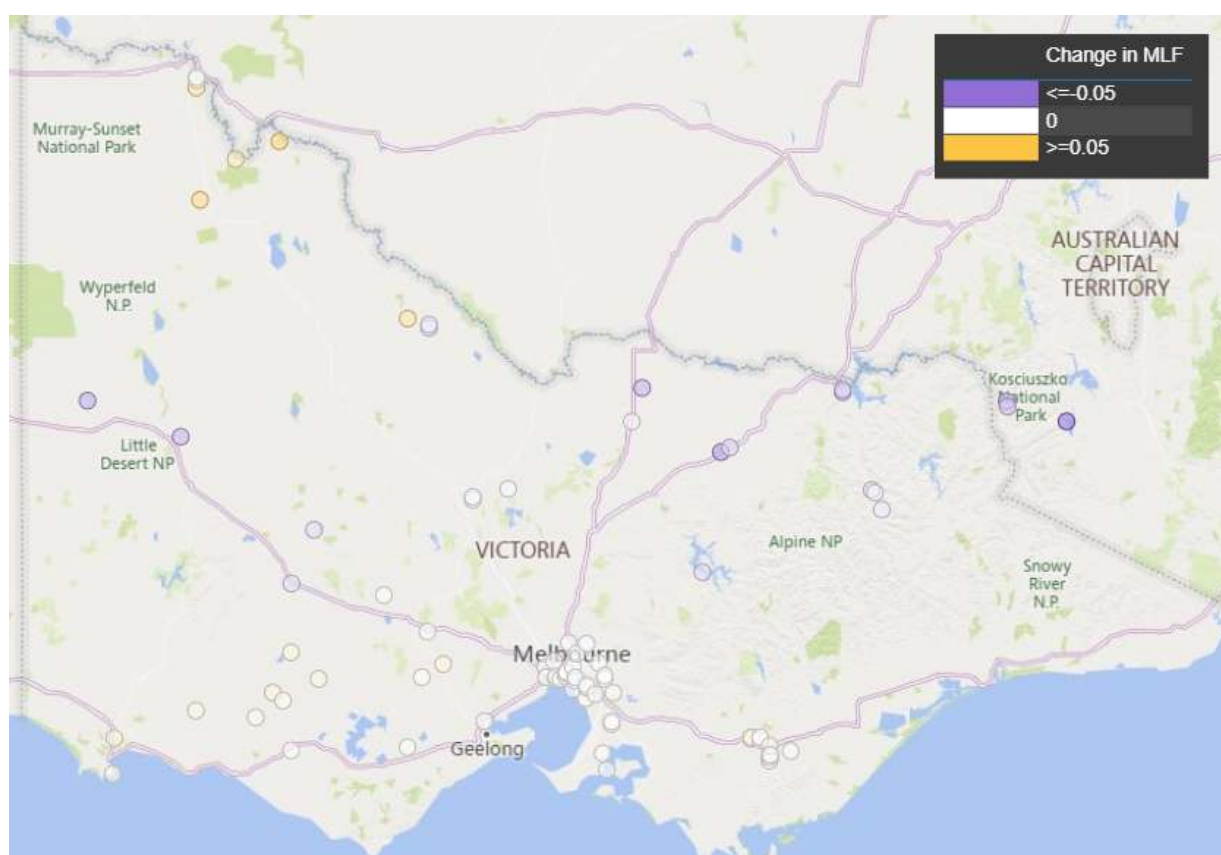 Change in MLF
<=-0.05
0
>=0.05
Murray-Sunset
National Park
AUSTRALIAN
CAPITAL
TERRITORY
Wyperfeld
N.P.
Kosciuszko
National
Park
Little
Desert NP
VICTORIA
Alpine NP
Snowy
River
N.P.
Melbourne
Geelong